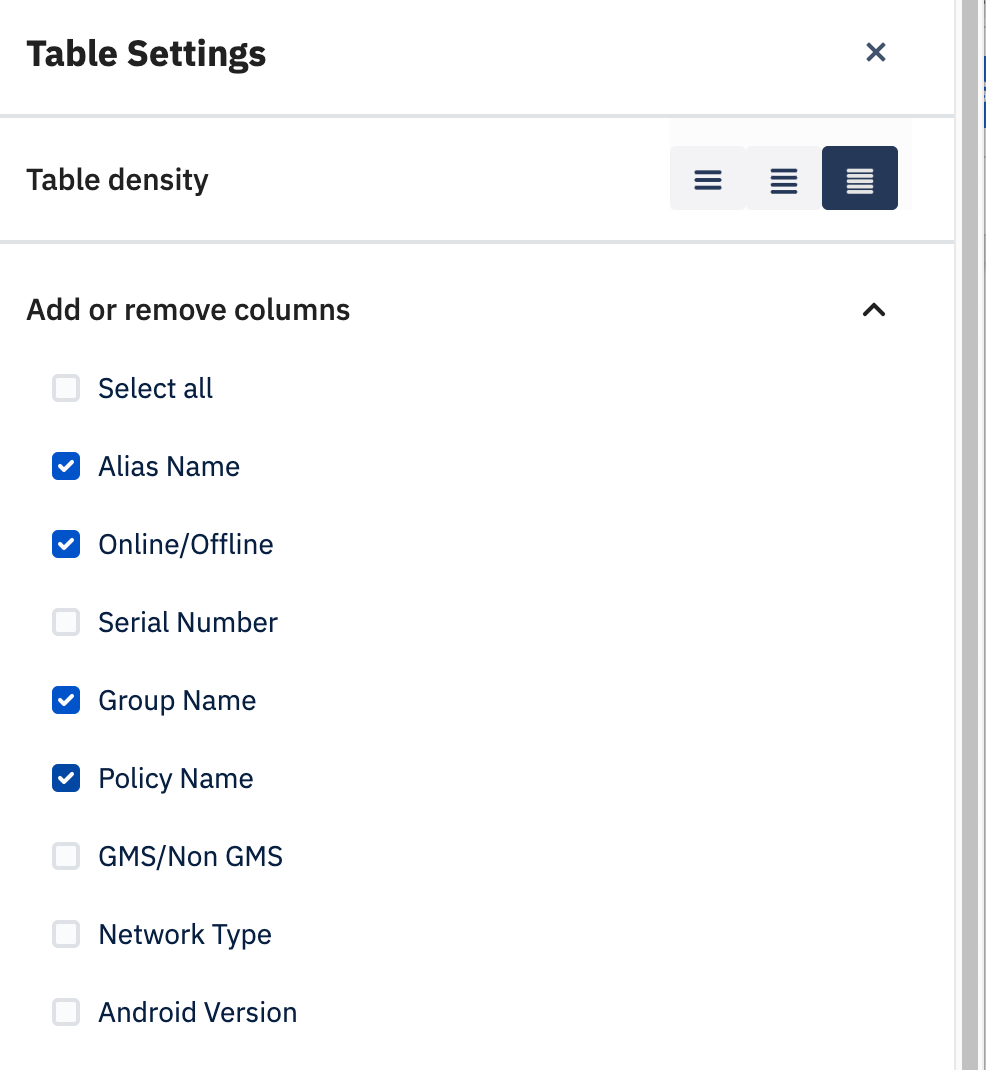 Table Settings
Table density
Add or remove columns
Select all
Alias Name
Online/Offline
Serial Number
Group Name
Policy Name
GMS/Non GMS
Network Type
Android Version